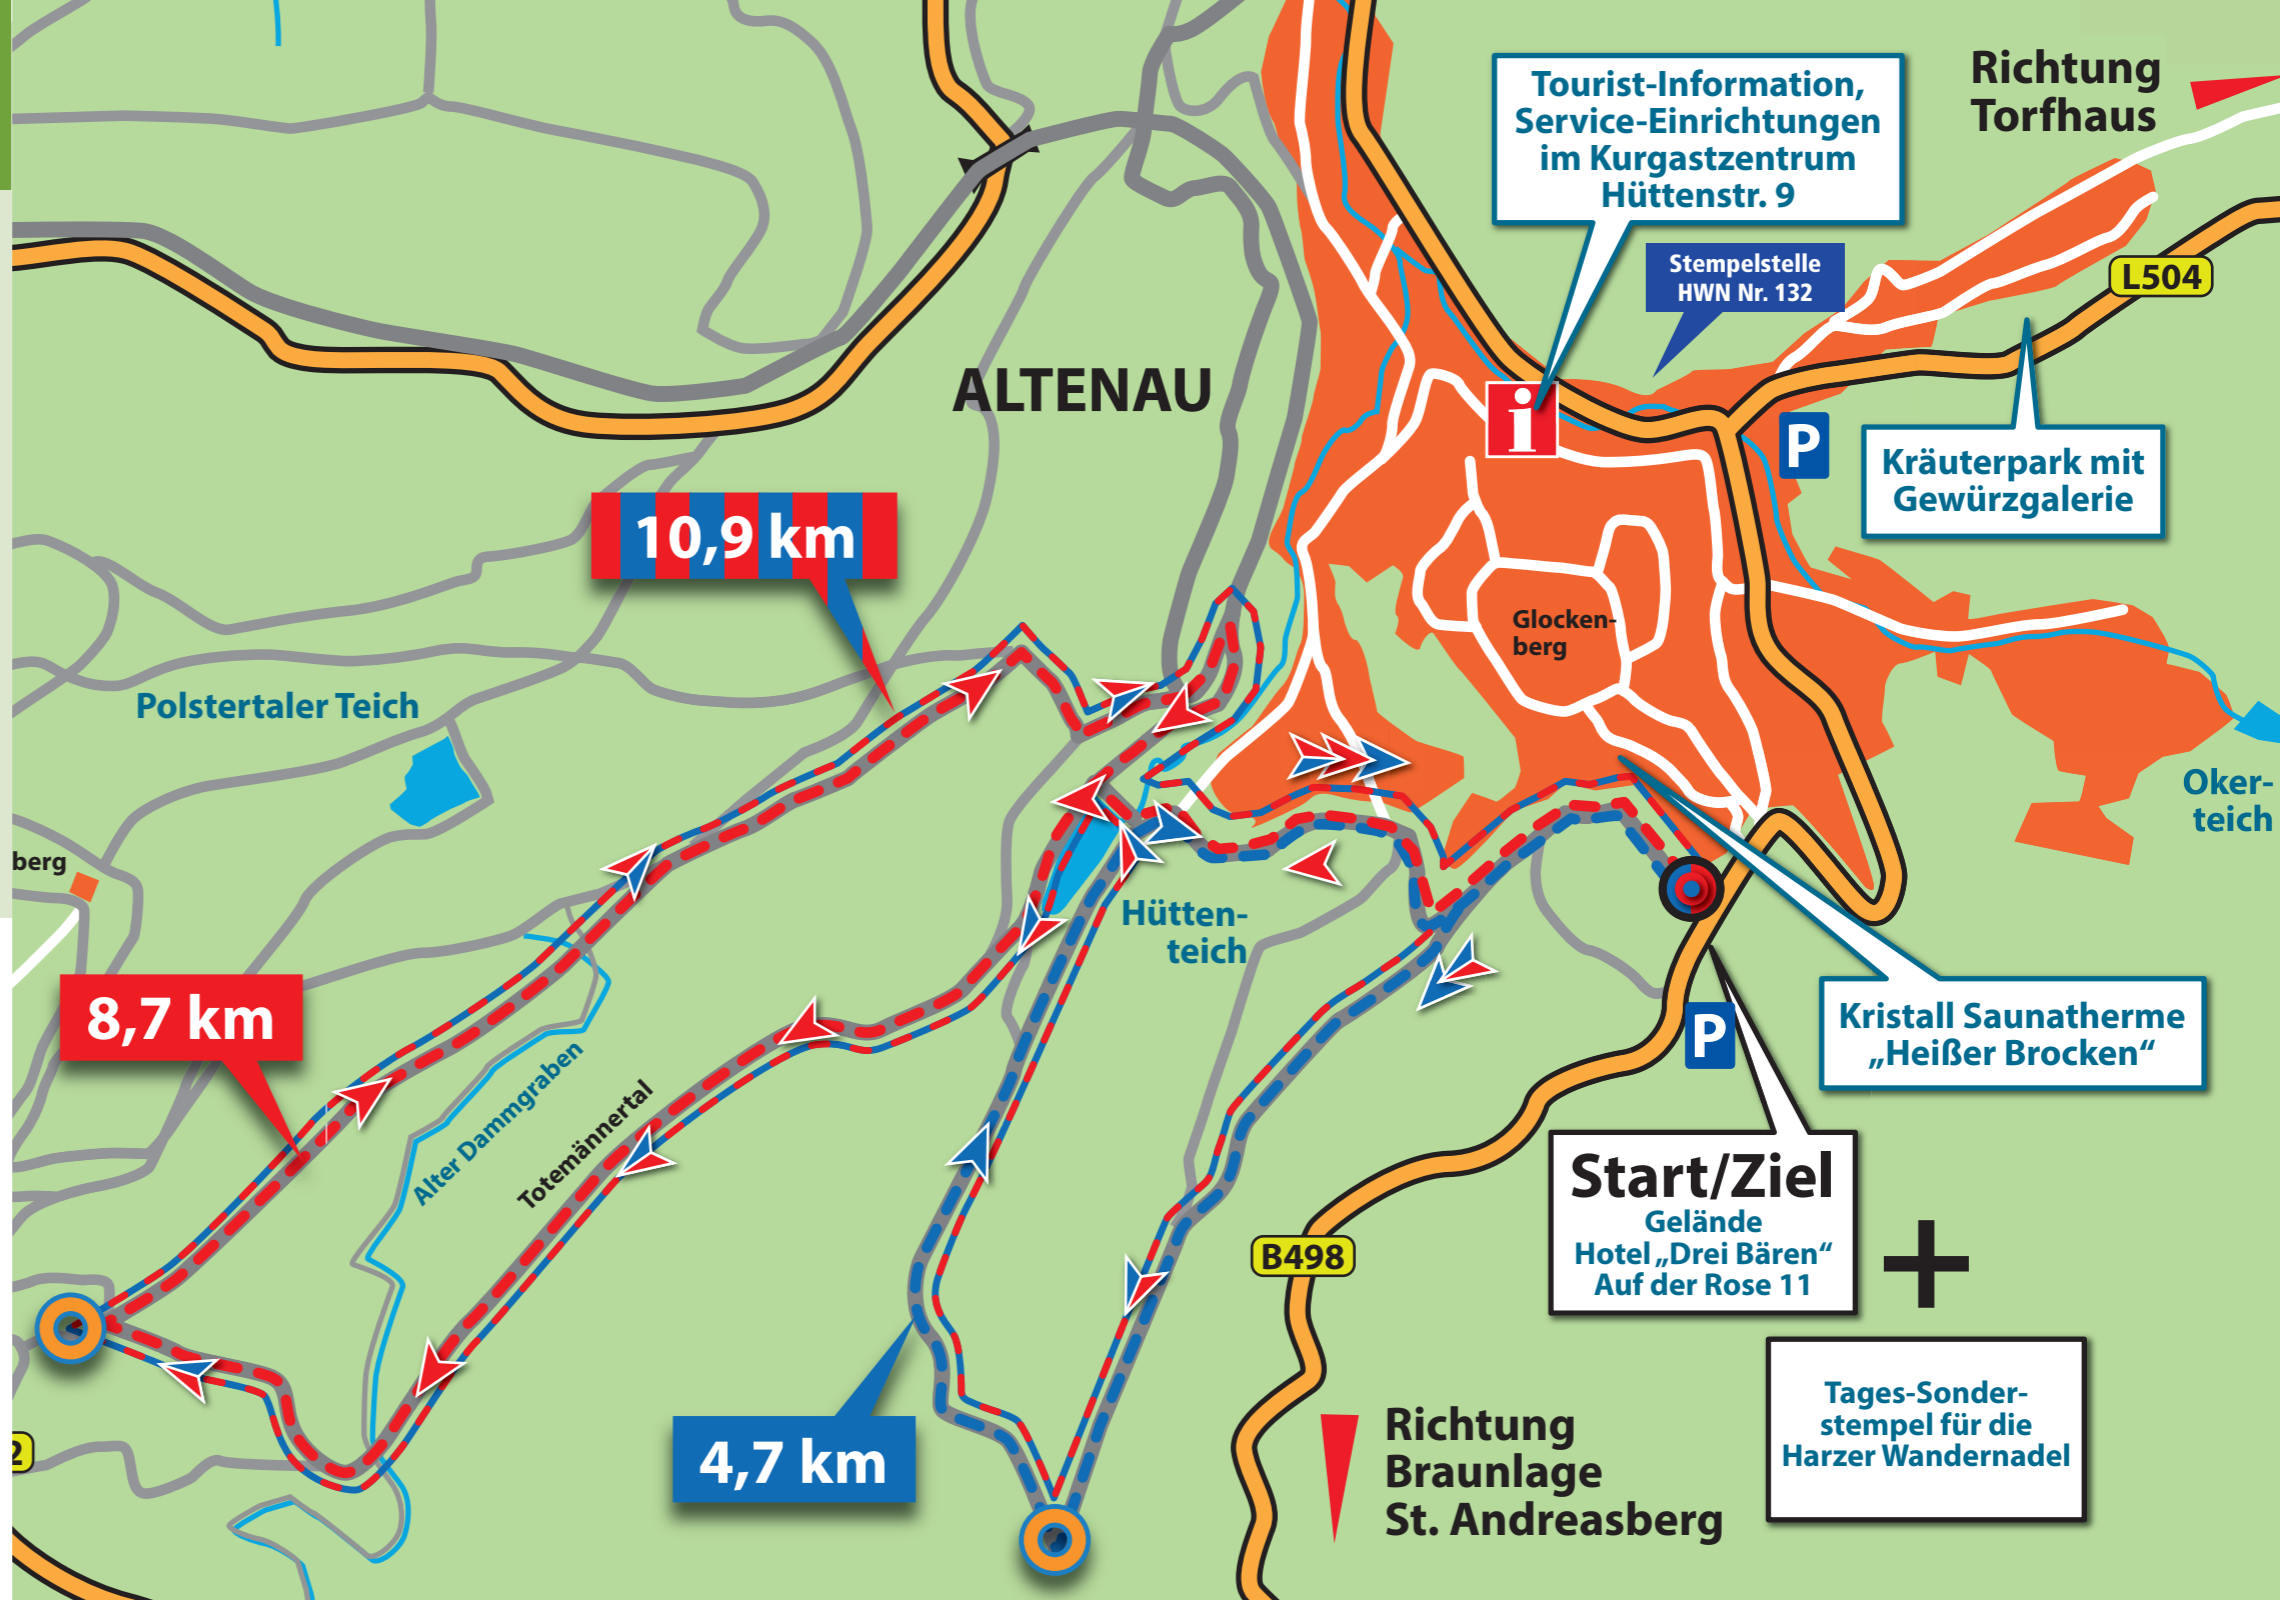 Richtung
Torfhaus
Tourist-Information,
Service-Einrichtungen
im Kurgastzentrum
Hüttenstr. 9
Stempelstelle
HWN Nr. 132
L504
ALTENAU
i
P
Kräuterpark mit
Gewürzgalerie
10,9 km
Glocken-
berg
Polstertaler Teich
Oker-
teich
berg
Hütten-
teich
8,7 km
Kristall Saunatherme
„Heißer Brocken“
P
Alter Dammgraben
Totemännertal
Start/Ziel
Gelände
Hotel „Drei Bären“
Auf der Rose 11
+
B498
Tages-Sonder-
stempel für die
Harzer Wandernadel
Richtung
Braunlage
St. Andreasberg
4,7 km
2